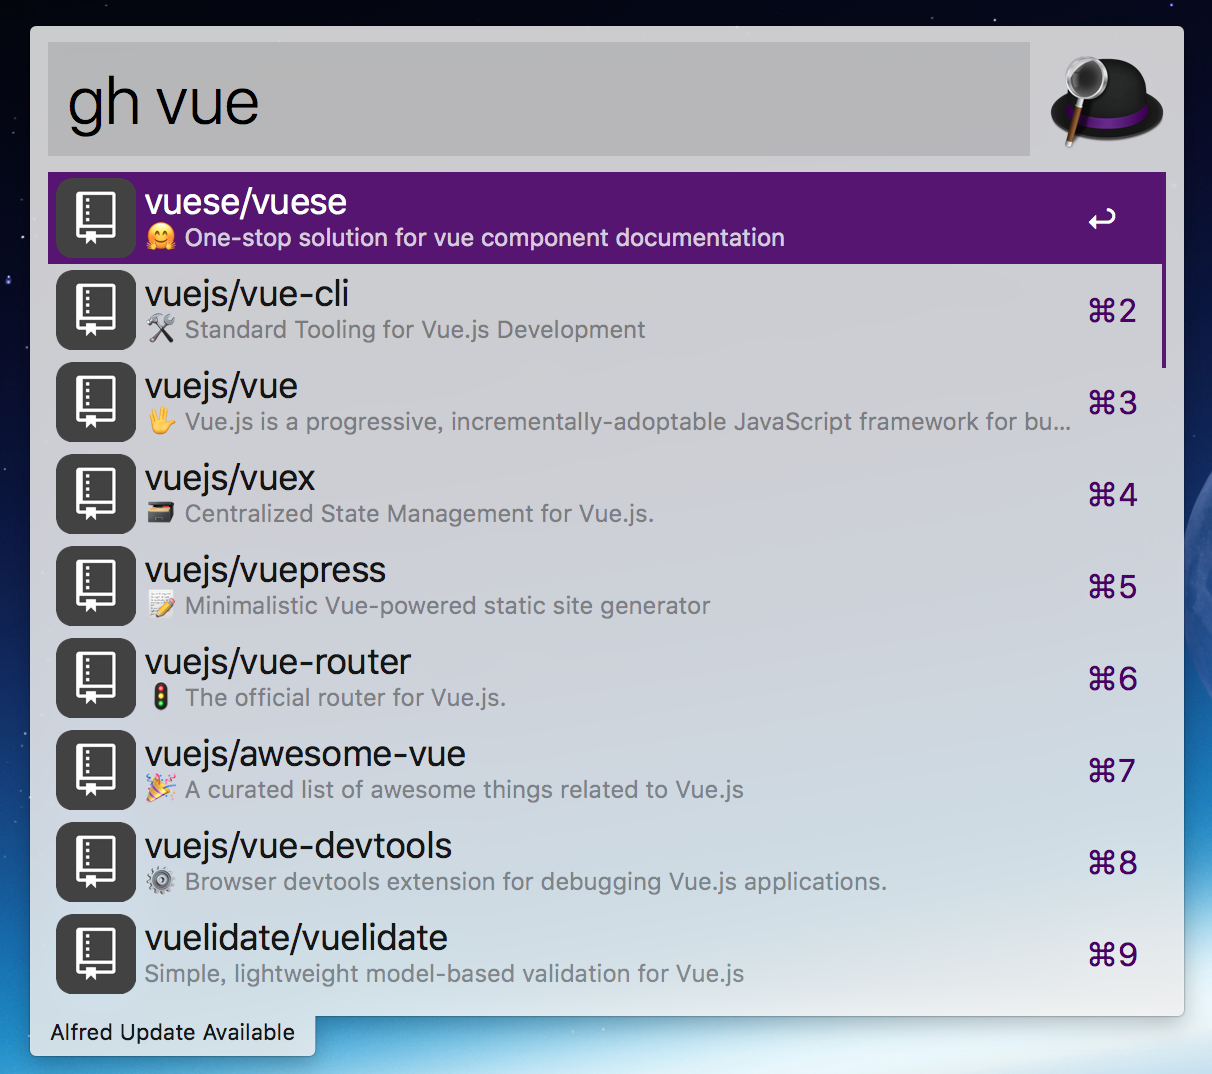 gh vue
vuese/vuese
🤗 One-stop solution for vue component documentation
vuejs/vue-cli
⌘2
🛠 Standard Tooling for Vue.js Development
vuejs/vue
⌘3
🖖 Vue.js is a progressive, incrementally-adoptable JavaScript framework for bu...
vuejs/vuex
⌘4
🗃 Centralized State Management for Vue.js.
vuejs/vuepress
⌘5
📝 Minimalistic Vue-powered static site generator
vuejs/vue-router
⌘6
🚦 The official router for Vue.js.
vuejs/awesome-vue
⌘7
🎉 A curated list of awesome things related to Vue.js
vuejs/vue-devtools
⌘8
⚙️ Browser devtools extension for debugging Vue.js applications.
vuelidate/vuelidate
⌘9
Simple, lightweight model-based validation for Vue.js
Alfred Update Available